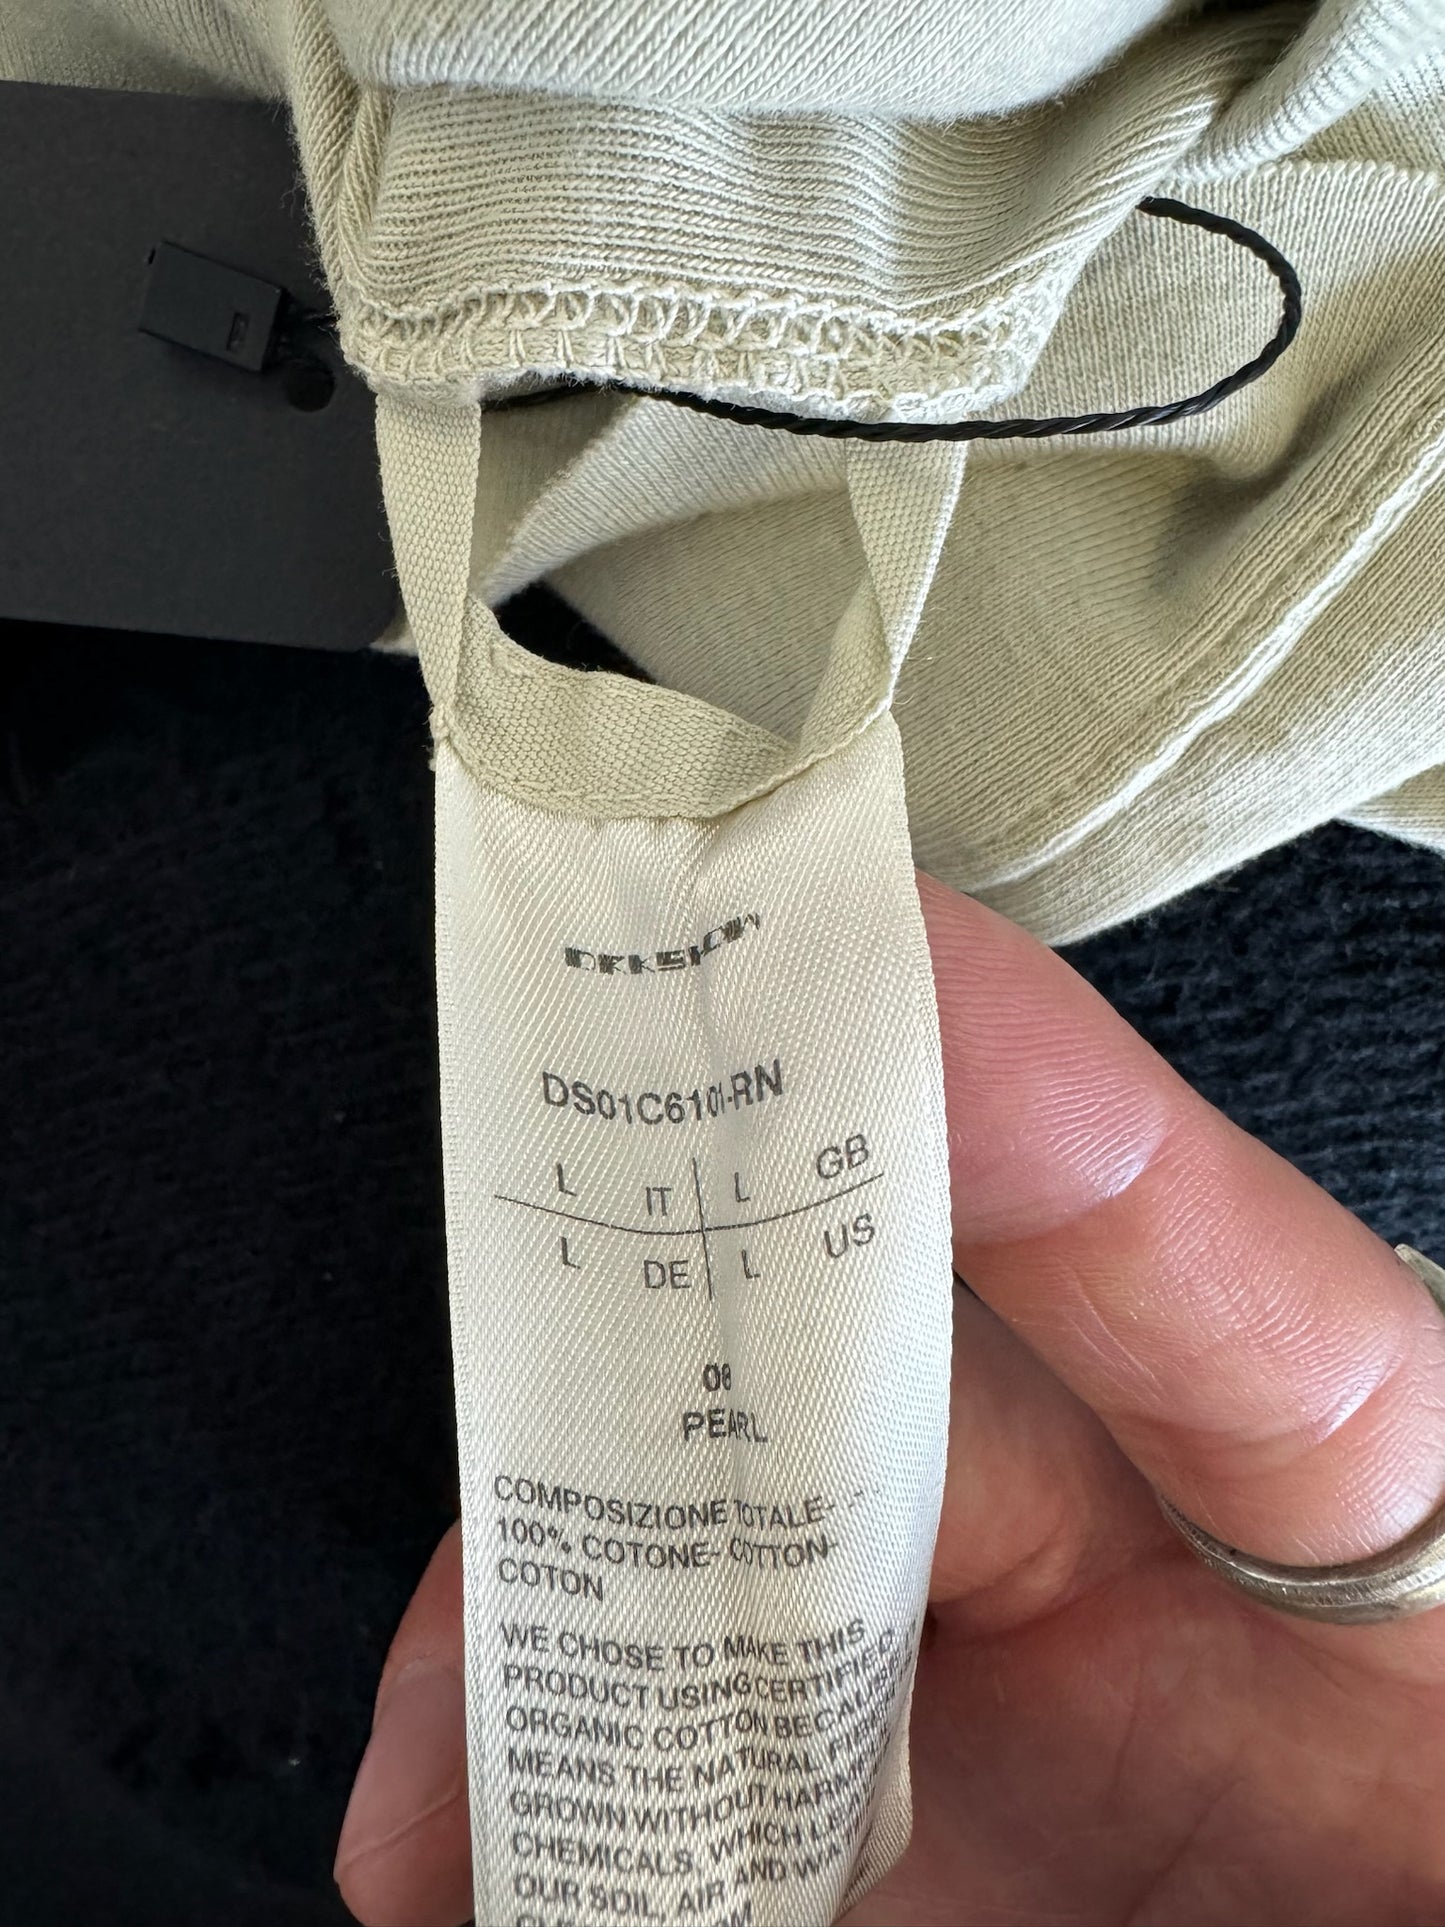 DRKSHDW
DS01C6101-RN
L IT L GB
L DE L US
08
PEARL
COMPOSIZIONE TOTALE- - -
100% COTONE- COTTON-
COTON
WE CHOSE TO MAKE THIS
PRODUCT USING CERTIFIED
ORGANIC COTTON BECAUSE
MEANS THE NATURAL
GROWN WITHOUT
CHEMICALS, WHICH
OUR SOIL, AIR AND